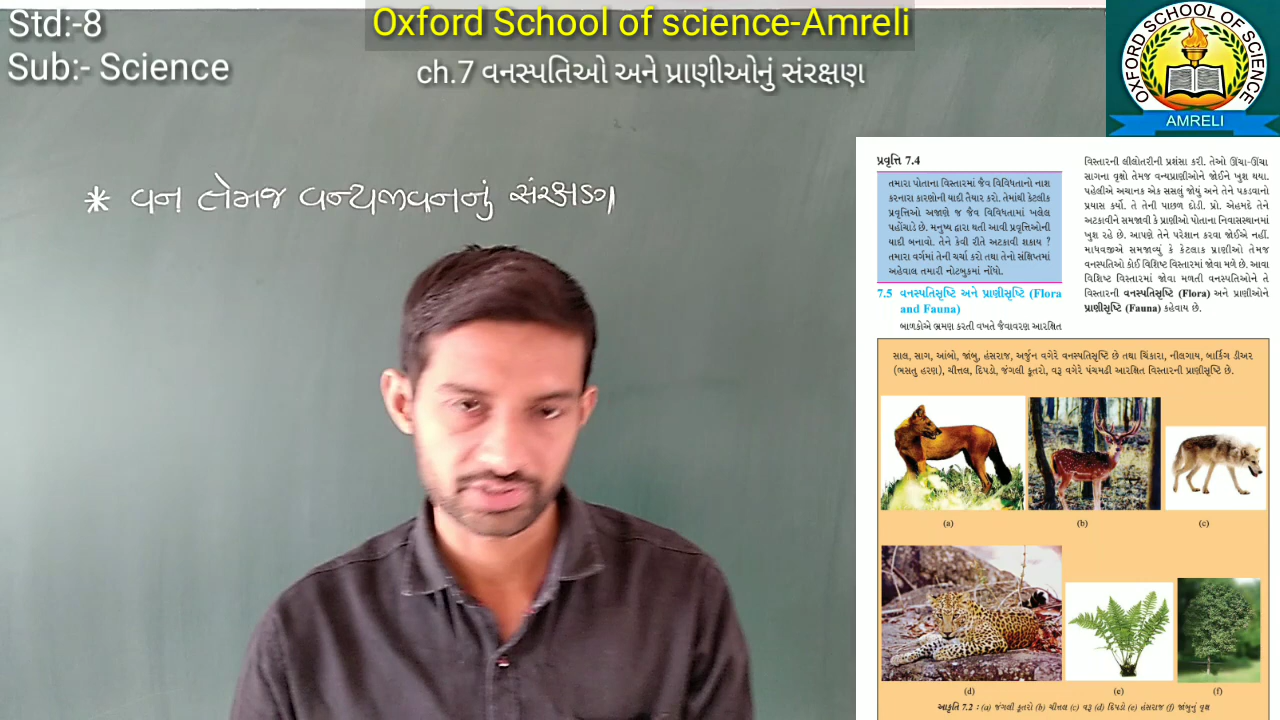 Std:-8
Sub:- Science
Oxford School of science-Amreli
ch.7 વનસ્પતિઓ અને પ્રાણીઓનું સંરક્ષણ
OXFORD SCHOOL OF SCIENCE
AMRELI
* વન તેમજ વન્યજીવનનું સંરક્ષણ
પ્રવૃત્તિ 7.4
તમારા પોતાના વિસ્તારમાં જૈવ વિવિધતાનો નાશ
કરનારા કારણોની યાદી તૈયાર કરો. તેમાંથી કેટલીક
પ્રવૃત્તિઓ અજાણે જ જૈવ વિવિધતામાં ખલેલ
પહોંચાડે છે. મનુષ્ય દ્વારા થતી આવી પ્રવૃત્તિઓની
યાદી બનાવો. તેને કેવી રીતે અટકાવી શકાય ?
તમારા વર્ગમાં તેની ચર્ચા કરો તથા તેનો સંક્ષિપ્તમાં
અહેવાલ તમારી નોટબુકમાં નોંધો.
7.5 વનસ્પતિસૃષ્ટિ અને પ્રાણીસૃષ્ટિ (Flora
and Fauna)
બાળકોએ ભ્રમણ કરતી વખતે જૈવાવરણ આરક્ષિત
વિસ્તારની લીલોતરીની પ્રશંસા કરી. તેઓ ઊંચા-ઊંચા
સાગના વૃક્ષો તેમજ વન્યપ્રાણીઓને જોઈને ખુશ થયા.
પહેલીએ અચાનક એક સસલું જોયું અને તેને પકડવાનો
પ્રયાસ કર્યો. તે તેની પાછળ દોડી. પ્રો. એહમદે તેને
અટકાવીને સમજાવી કે પ્રાણીઓ પોતાના નિવાસસ્થાનમાં
ખુશ રહે છે. આપણે તેને પરેશાન કરવા જોઈએ નહીં.
માધવજીએ સમજાવ્યું કે કેટલાક પ્રાણીઓ તેમજ
વનસ્પતિઓ કોઈ વિશિષ્ટ વિસ્તારમાં જોવા મળે છે. આવા
વિશિષ્ટ વિસ્તારમાં જોવા મળતી વનસ્પતિઓને તે
વિસ્તારની વનસ્પતિસૃષ્ટિ (Flora) અને પ્રાણીઓને
પ્રાણીસૃષ્ટિ (Fauna) કહેવાય છે.
સાલ, સાગ, આંબો, જાંબુ, હંસરાજ, અર્જુન વગેરે વનસ્પતિસૃષ્ટિ છે તથા ચિંકારા, નીલગાય, બાર્કિંગ ડીઅર
(ભસતુ હરણ), ચીત્તલ, દિપડો, જંગલી કૂતરો, વરૂ વગેરે પંચમઢી આરક્ષિત વિસ્તારની પ્રાણીસૃષ્ટિ છે.
(a) (b) (c)
(d) (e) (f)
આકૃતિ 7.2 : (a) જંગલી કૂતરો (b) ચીત્તલ (c) વરૂ (d) દિપડો (e) હંસરાજ (f) જાંબુનું વૃક્ષ